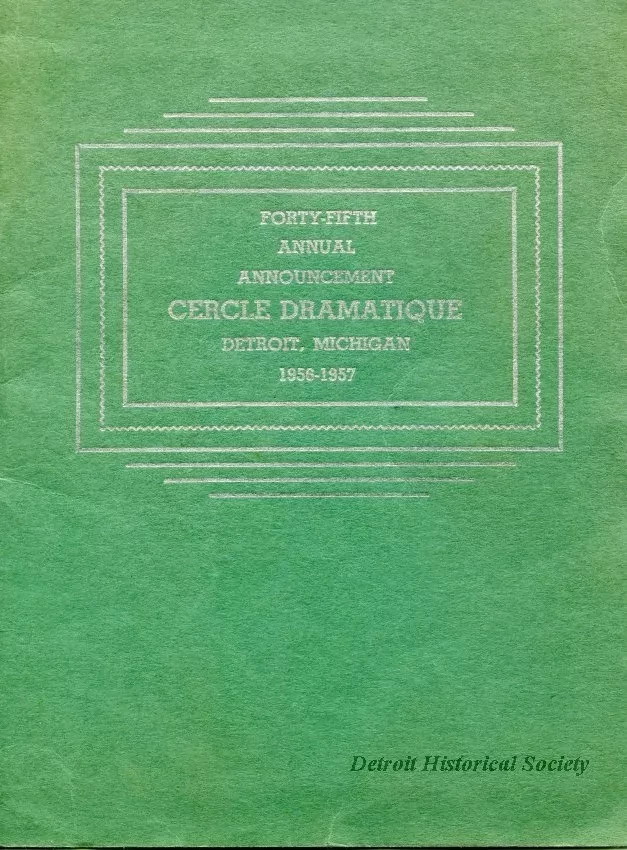 FORTY-FIFTH
ANNUAL
ANNOUNCEMENT
CERCLE DRAMATIQUE
DETROIT, MICHIGAN
1956-1957
Detroit Historical Society